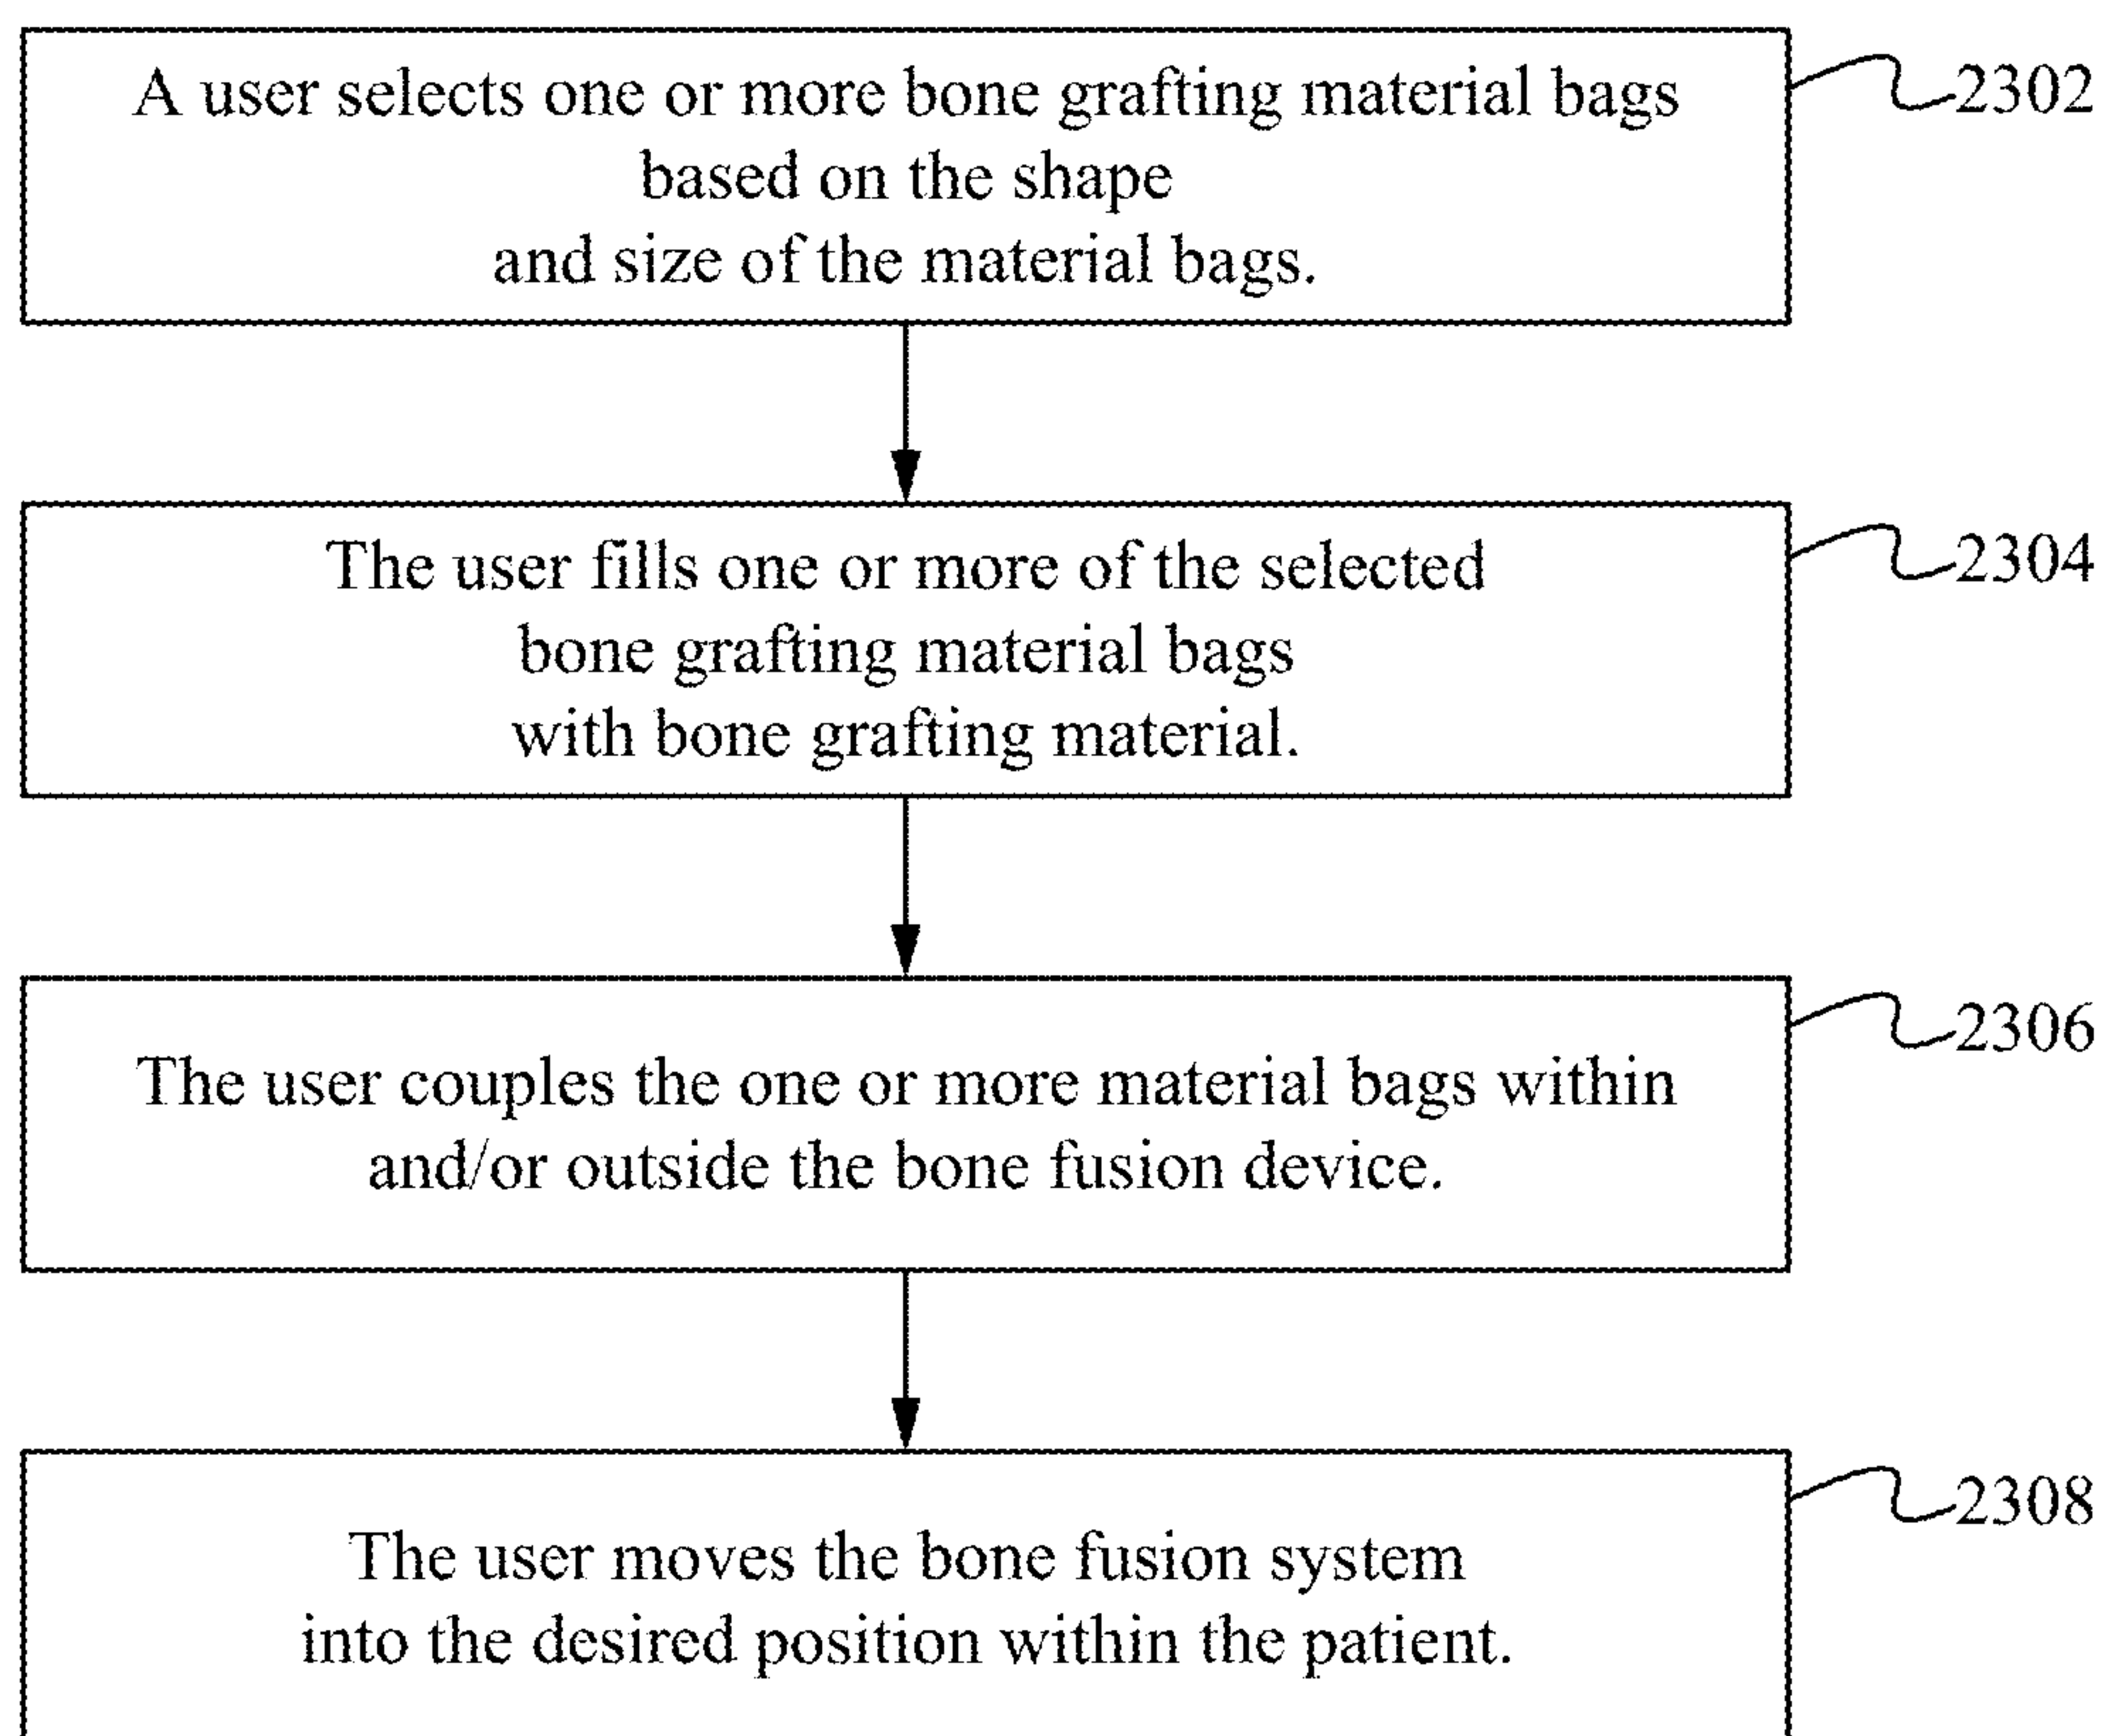 A user selects one or more bone grafting material bags
based on the shape
and size of the material bags.
2302
The user fills one or more of the selected
bone grafting material bags
with bone grafting material.
2304
The user couples the one or more material bags within
and/or outside the bone fusion device.
2306
The user moves the bone fusion system
into the desired position within the patient.
2308